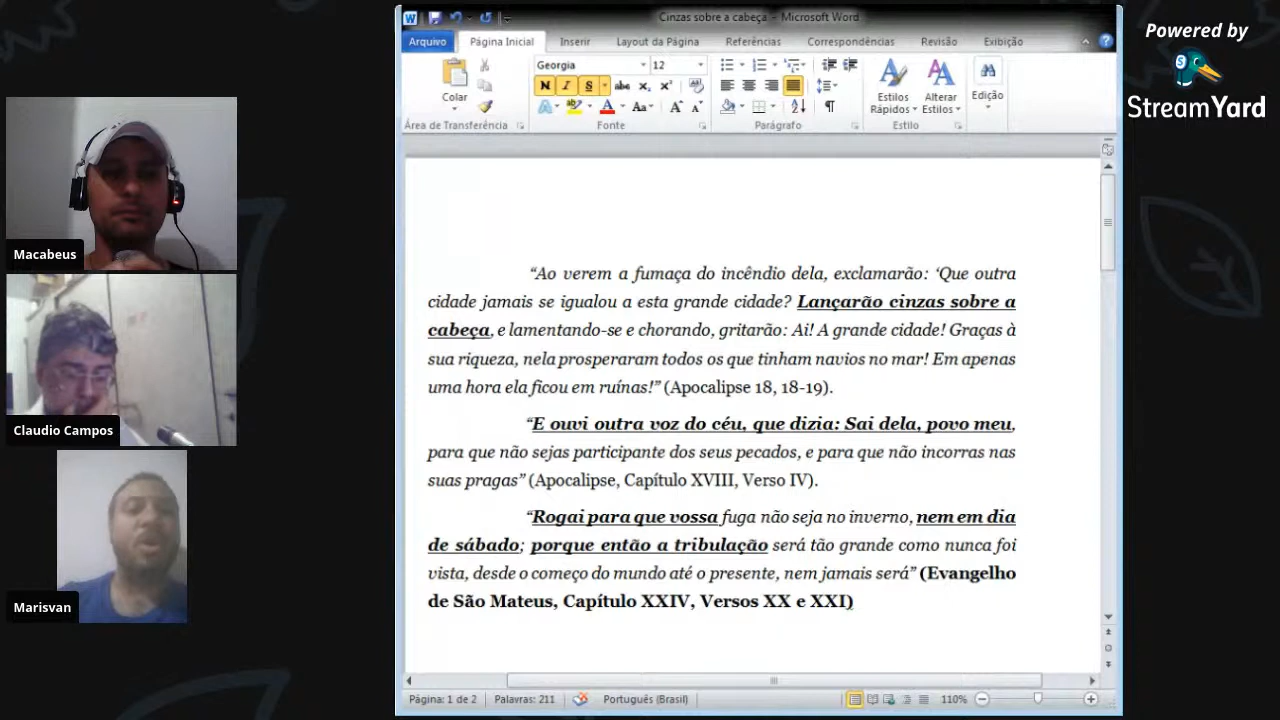 Cinzas sobre a cabeça - Microsoft Word
Powered by
StreamYard
Arquivo Página Inicial Inserir Layout da Página Referências Correspondências Revisão Exibição
Georgia 12
Colar
N I S abc x₂ x²
Aa A A
Estilos Rápidos
Alterar Estilos
Edição
Área de Transferência Fonte Parágrafo Estilo
Macabeus
Claudio Campos
Marisvan
“Ao verem a fumaça do incêndio dela, exclamarão: ‘Que outra
cidade jamais se igualou a esta grande cidade? Lançarão cinzas sobre a
cabeça, e lamentando-se e chorando, gritarão: Ai! A grande cidade! Graças à
sua riqueza, nela prosperaram todos os que tinham navios no mar! Em apenas
uma hora ela ficou em ruínas!” (Apocalipse 18, 18-19).
“E ouvi outra voz do céu, que dizia: Sai dela, povo meu,
para que não sejas participante dos seus pecados, e para que não incorras nas
suas pragas” (Apocalipse, Capítulo XVIII, Verso IV).
“Rogai para que vossa fuga não seja no inverno, nem em dia
de sábado; porque então a tribulação será tão grande como nunca foi
vista, desde o começo do mundo até o presente, nem jamais será” (Evangelho
de São Mateus, Capítulo XXIV, Versos XX e XXI)
Página: 1 de 2 Palavras: 211 Português (Brasil) 110%